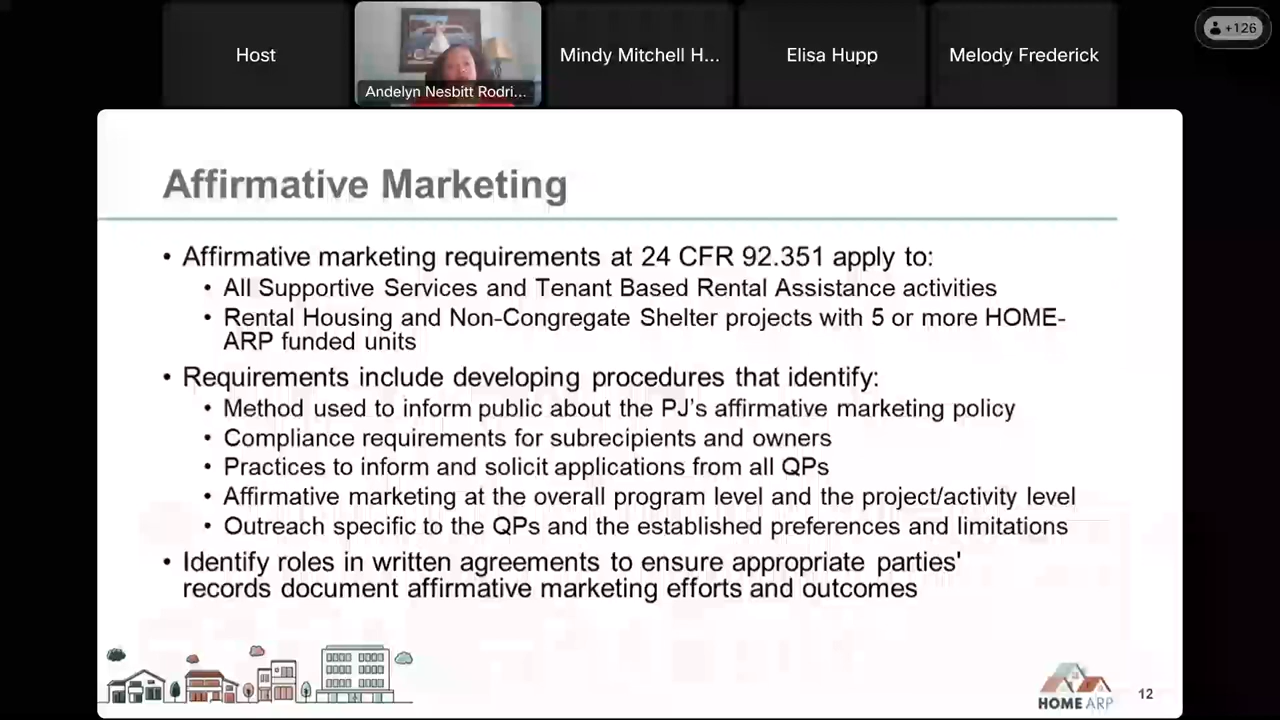 Host
Andelyn Nesbitt Rodri...
Mindy Mitchell H...
Elisa Hupp
Melody Frederick
+126
Affirmative Marketing
• Affirmative marketing requirements at 24 CFR 92.351 apply to:
• All Supportive Services and Tenant Based Rental Assistance activities
• Rental Housing and Non-Congregate Shelter projects with 5 or more HOME-
ARP funded units
• Requirements include developing procedures that identify:
• Method used to inform public about the PJ's affirmative marketing policy
• Compliance requirements for subrecipients and owners
• Practices to inform and solicit applications from all QPs
• Affirmative marketing at the overall program level and the project/activity level
• Outreach specific to the QPs and the established preferences and limitations
• Identify roles in written agreements to ensure appropriate parties'
records document affirmative marketing efforts and outcomes
HOME ARP
12